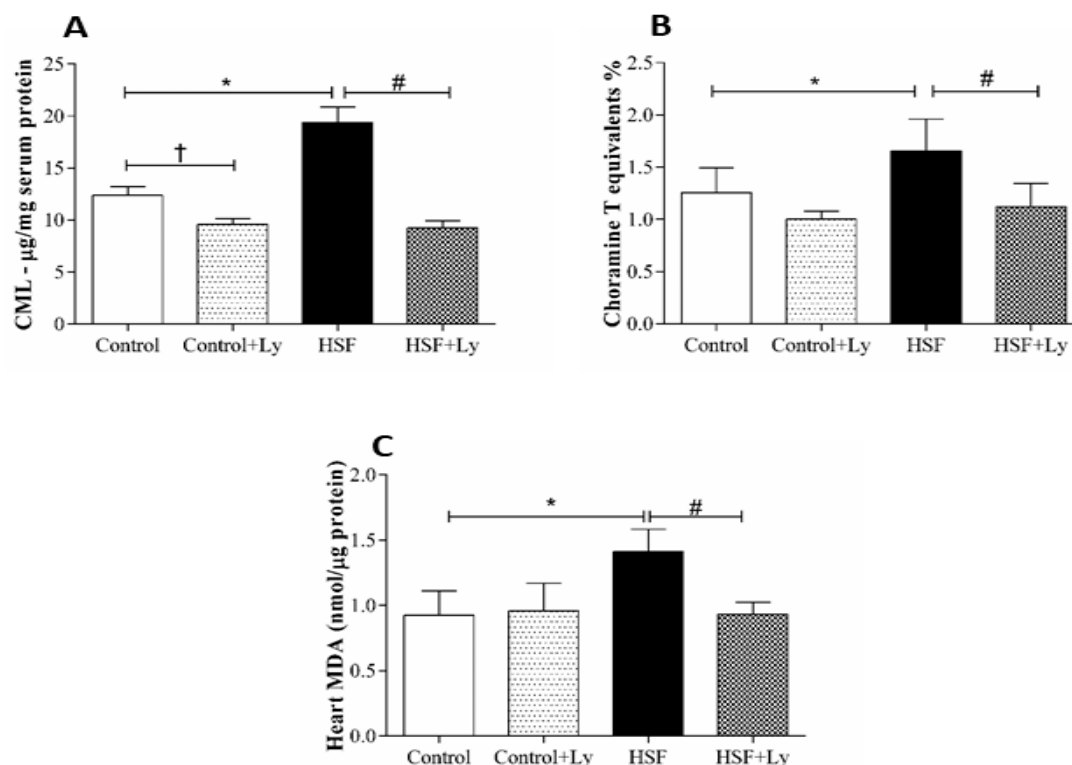 A
CML - µg/mg serum protein
25
20
15
10
5
0
*
#
†
Control Control+Ly HSF HSF+Ly
B
Choramine T equivalents %
2.5
2.0
1.5
1.0
0.5
0.0
*
#
Control Control+Ly HSF HSF+Ly
C
Heart MDA (nmol/µg protein)
2.0
1.5
1.0
0.5
0.0
*
#
Control Control+Ly HSF HSF+Ly